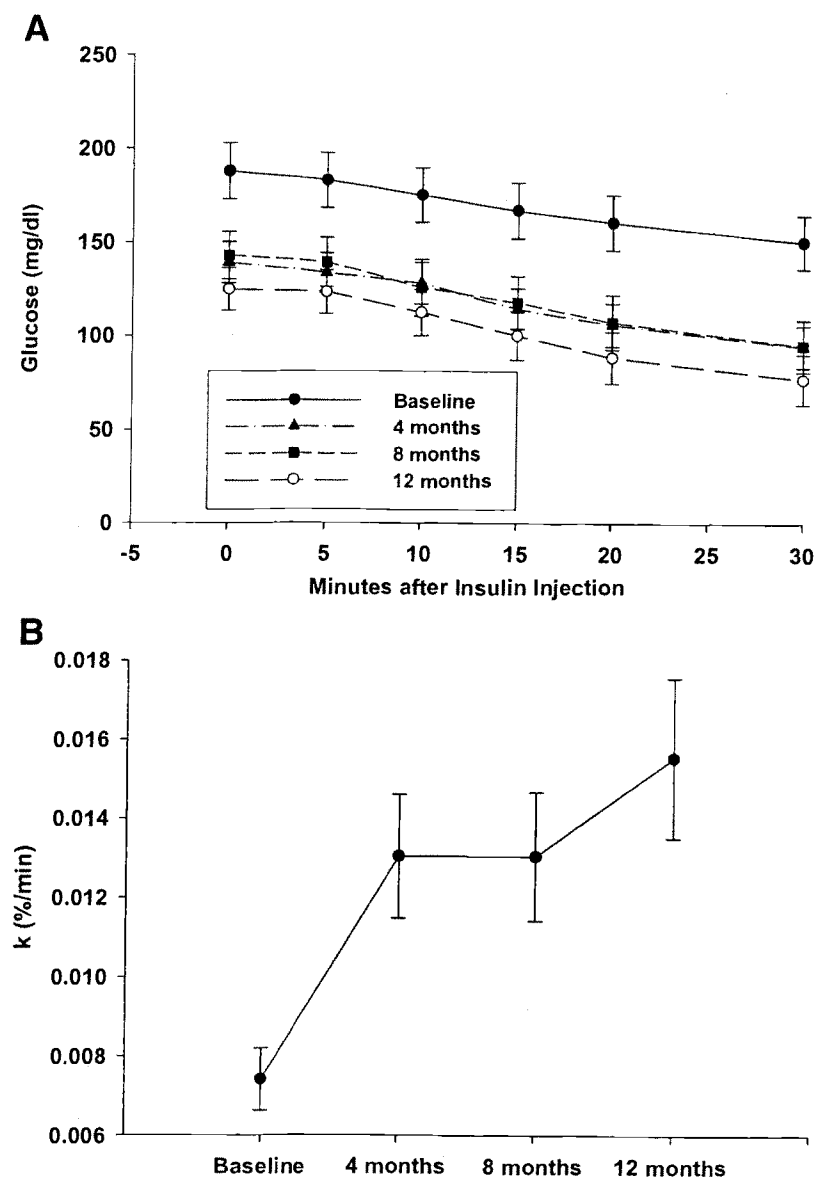 A
250
200
150
100
50
0
Glucose (mg/dl)
Baseline
4 months
8 months
12 months
-5 0 5 10 15 20 25 30
Minutes after Insulin Injection
B
0.018
0.016
0.014
0.012
0.010
0.008
0.006
k (%/min)
Baseline 4 months 8 months 12 months